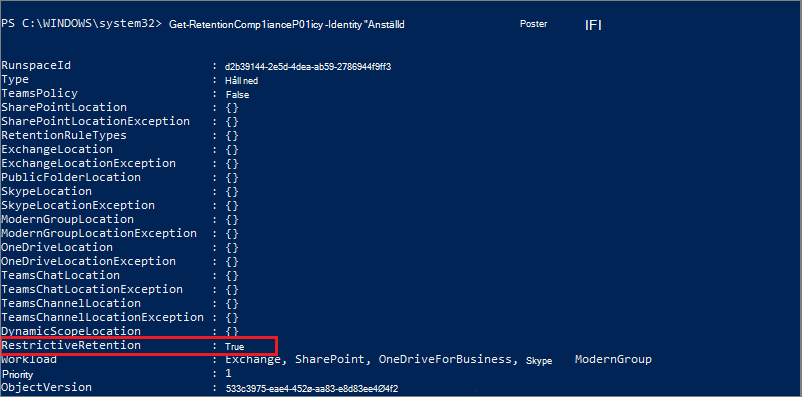 PS C:\WINDOWS\system32> Get-RetentionComp1ianceP01icy -Identity "Anställd Poster IFI
RunspaceId : d2b39144-2e5d-4dea-ab59-2786944f9ff3
Type : Håll ned
TeamsPolicy : False
SharePointLocation : {}
SharePointLocationException : {}
RetentionRuleTypes : {}
ExchangeLocation : {}
ExchangeLocationException : {}
PublicFolderLocation : {}
SkypeLocation : {}
SkypeLocationException : {}
ModernGroupLocation : {}
ModernGroupLocationException : {}
OneDriveLocation : {}
OneDriveLocationException : {}
TeamsChatLocation : {}
TeamsChatLocationException : {}
TeamsChannelLocation : {}
TeamsChannelLocationException : {}
DynamicScopeLocation : {}
RestrictiveRetention : True
Workload : Exchange, SharePoint, OneDriveForBusiness, Skype ModernGroup
Priority : 1
ObjectVersion : 533c3975-eae4-452ø-aa83-e8d83ee4Ø4f2